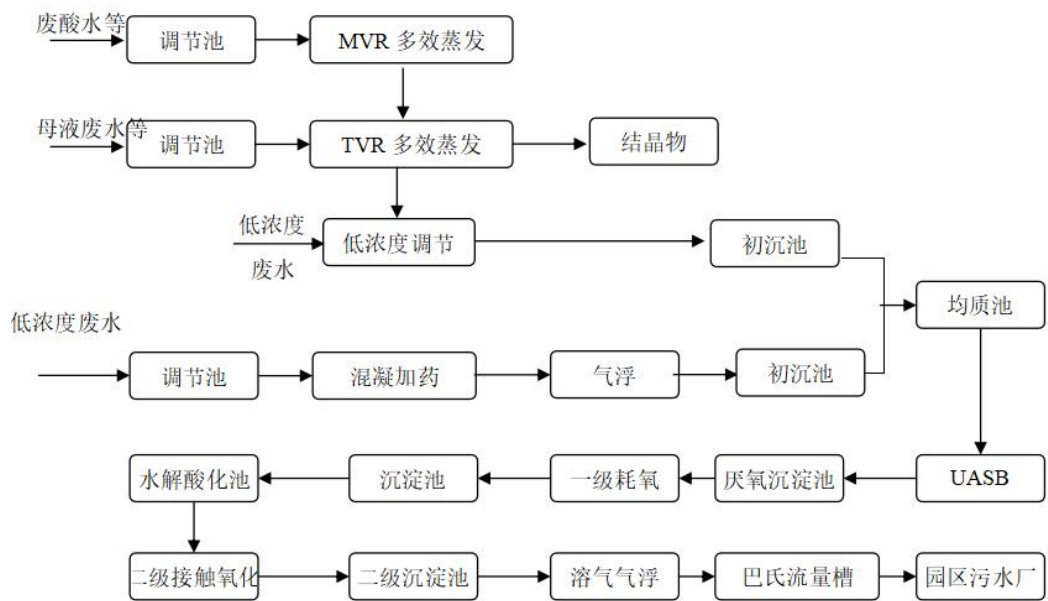 废酸水等
调节池
MVR 多效蒸发
母液废水等
调节池
TVR 多效蒸发
结晶物
低浓度
废水
低浓度调节
初沉池
均质池
低浓度废水
调节池
混凝加药
气浮
初沉池
水解酸化池
沉淀池
一级耗氧
厌氧沉淀池
UASB
二级接触氧化
二级沉淀池
溶气气浮
巴氏流量槽
园区污水厂